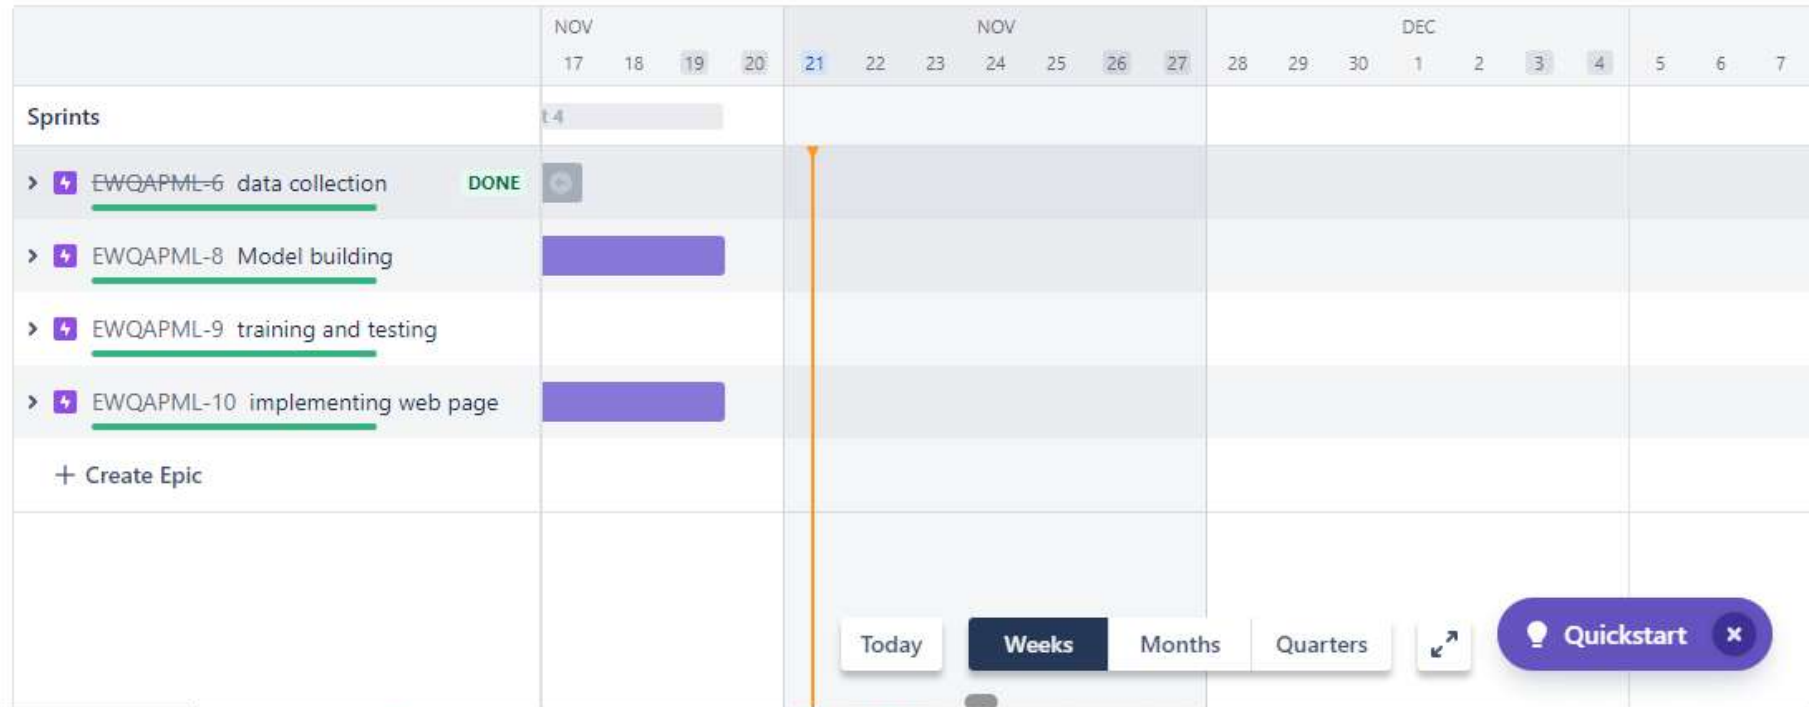 NOV NOV DEC
17 18 19 20 21 22 23 24 25 26 27 28 29 30 1 2 3 4 5 6 7
Sprints t 4
EWQAPML-6 data collection DONE
EWQAPML-8 Model building
EWQAPML-9 training and testing
EWQAPML-10 implementing web page
+ Create Epic
Today Weeks Months Quarters Quickstart